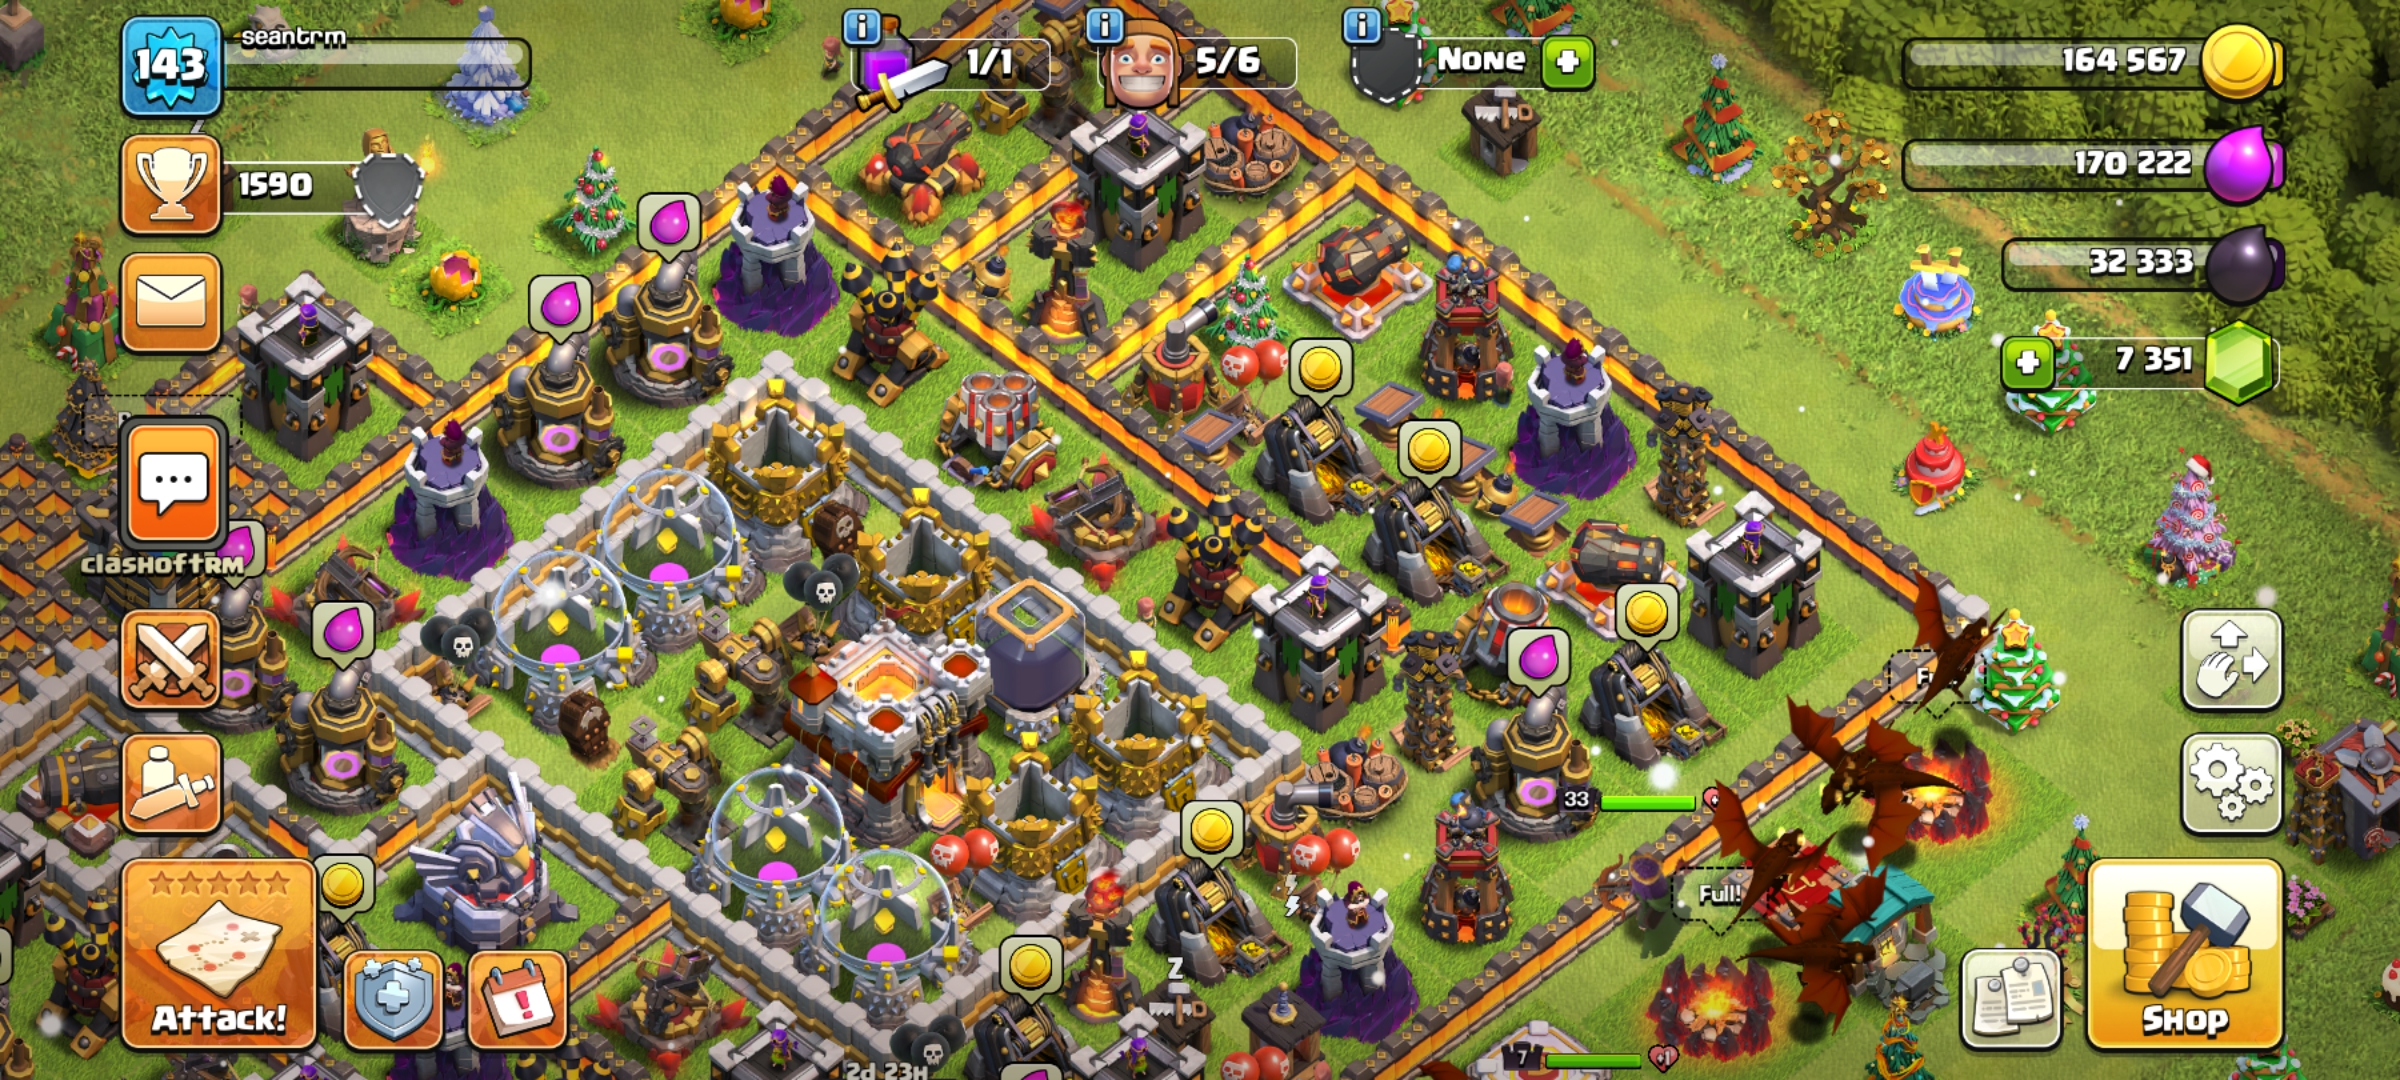 143
seantrm
1/1
5/6
None
164 567
1590
170 222
32 333
7 351
clashoftRM
33
Full!
Attack!
Z
Shop
7
+1
2d 23H